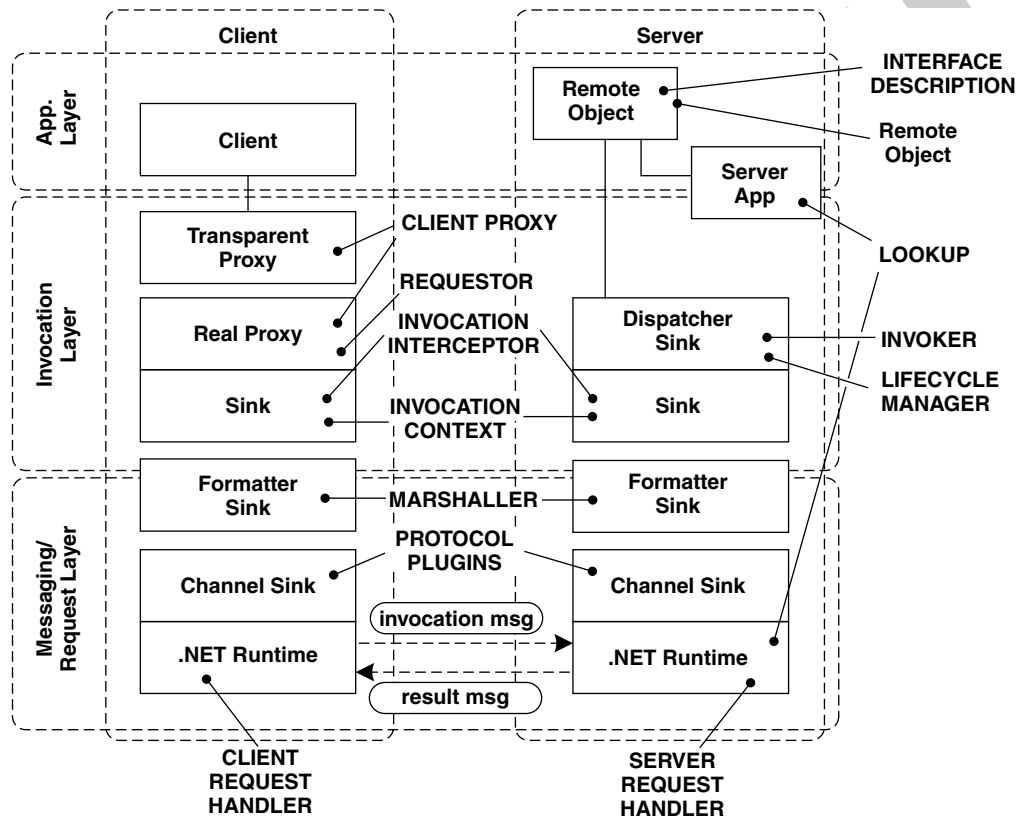 Client
Server
App.
Layer
Client
Remote
Object
Server
App
INTERFACE
DESCRIPTION
Remote
Object
LOOKUP
Invocation
Layer
Transparent
Proxy
CLIENT PROXY
REQUESTOR
Real Proxy
INVOCATION
INTERCEPTOR
Dispatcher
Sink
INVOKER
LIFECYCLE
MANAGER
Sink
INVOCATION
CONTEXT
Sink
Messaging/
Request Layer
Formatter
Sink
MARSHALLER
Formatter
Sink
PROTOCOL
PLUGINS
Channel Sink
Channel Sink
invocation msg
.NET Runtime
.NET Runtime
result msg
CLIENT
REQUEST
HANDLER
SERVER
REQUEST
HANDLER